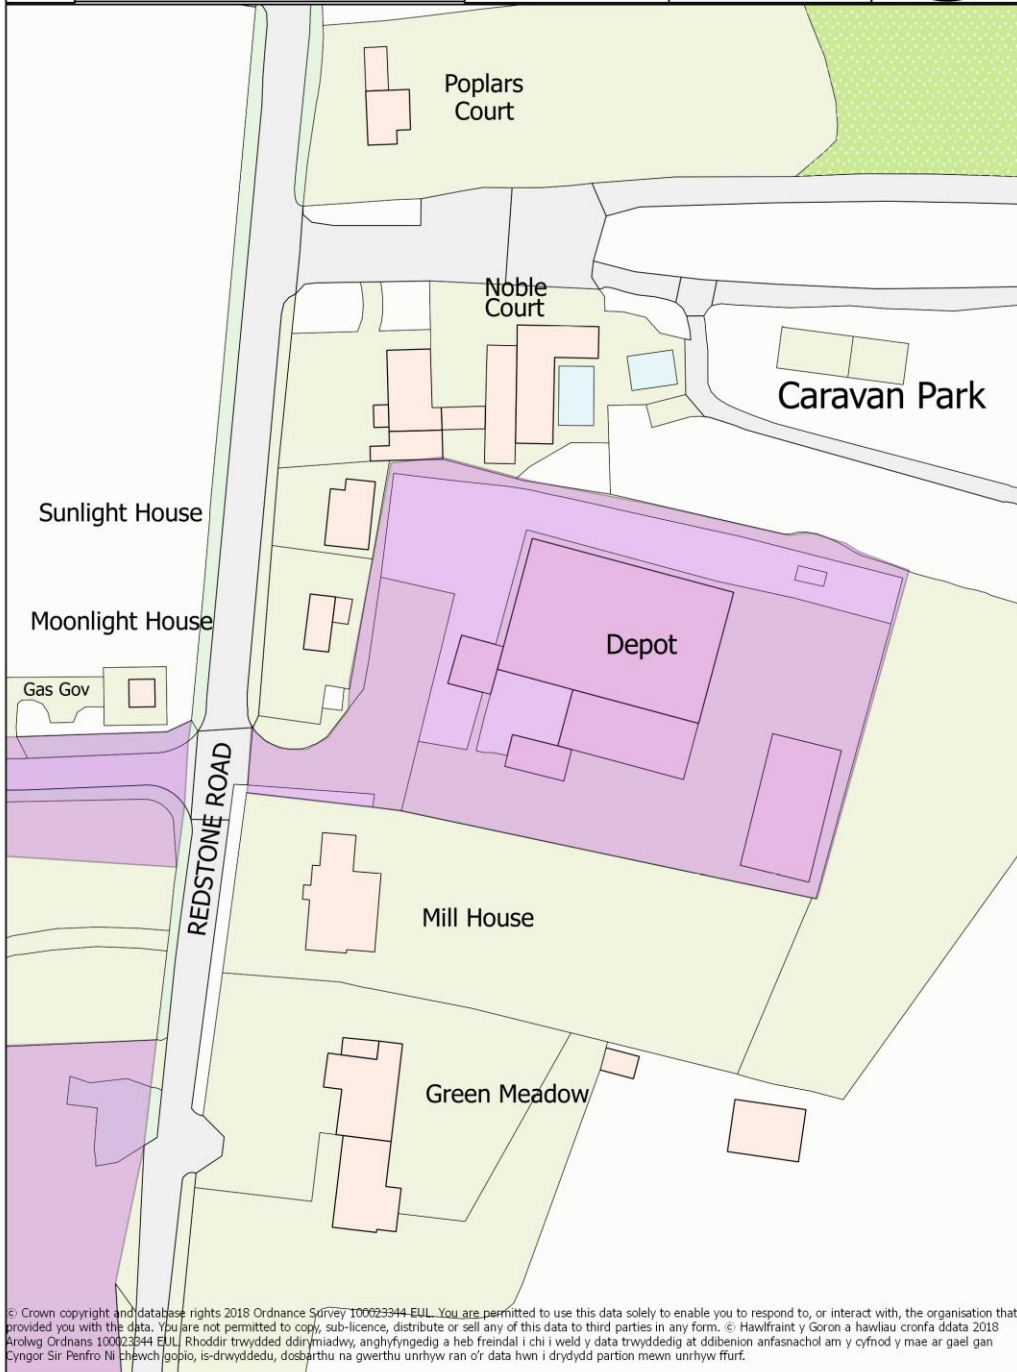 Poplars
Court
Noble
Court
Caravan Park
Sunlight House
Moonlight House
Depot
Gas Gov
REDSTONE ROAD
Mill House
Green Meadow
© Crown copyright and database rights 2018 Ordnance Survey 100023344 EUL. You are permitted to use this data solely to enable you to respond to, or interact with, the organisation that
provided you with the data. You are not permitted to copy, sub-licence, distribute or sell any of this data to third parties in any form. © Hawlfraint y Goron a hawliau cronfa ddata 2018
Arolwg Ordnans 100023344 EUL. Rhoddir trwydded ddirymiadwy, anghyfyngedig a heb freindal i chi i weld y data trwyddedig at ddibenion anfasnachol am y cyfnod y mae ar gael gan
Cyngor Sir Penfro Ni chewch gopio, is-drwyddedu, dosbarthu na gwerthu unrhyw ran o'r data hwn i drydydd partion mewn unrhyw ffurf.